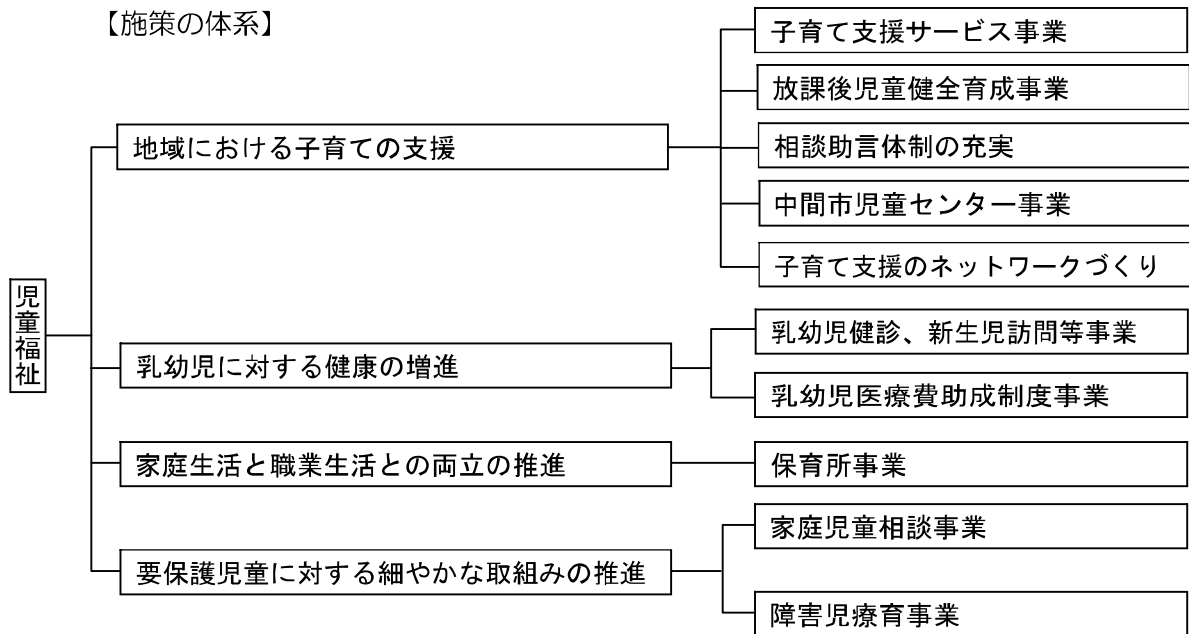 【施策の体系】
児童福祉
地域における子育ての支援
子育て支援サービス事業
放課後児童健全育成事業
相談助言体制の充実
中間市児童センター事業
子育て支援のネットワークづくり
乳幼児に対する健康の増進
乳幼児健診、新生児訪問等事業
乳幼児医療費助成制度事業
家庭生活と職業生活との両立の推進
保育所事業
要保護児童に対する細やかな取組みの推進
家庭児童相談事業
障害児療育事業